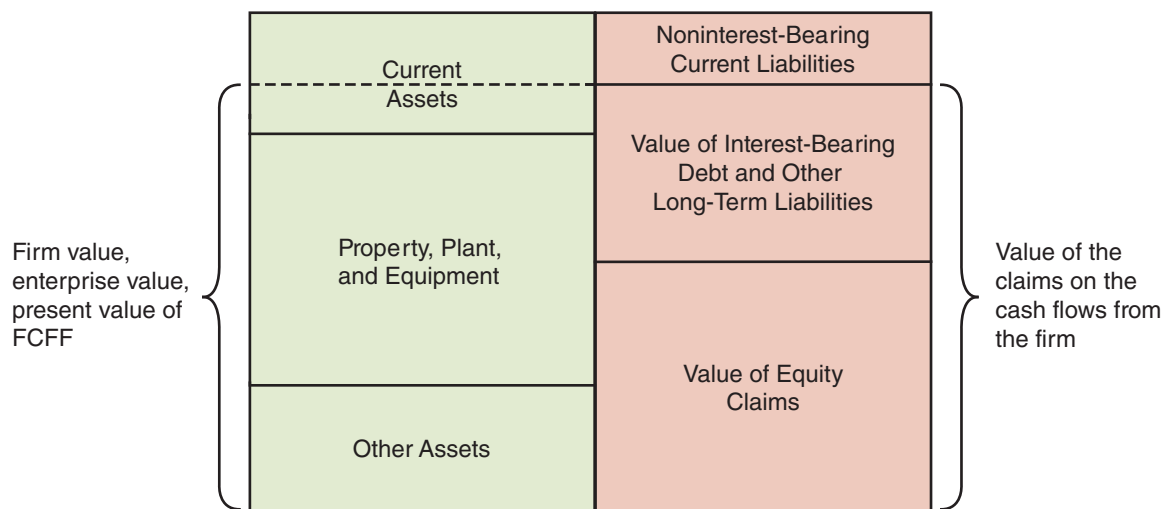 Current
Assets
Property, Plant,
and Equipment
Other Assets
Noninterest-Bearing
Current Liabilities
Value of Interest-Bearing
Debt and Other
Long-Term Liabilities
Value of Equity
Claims
Firm value,
enterprise value,
present value of
FCFF
Value of the
claims on the
cash flows from
the firm